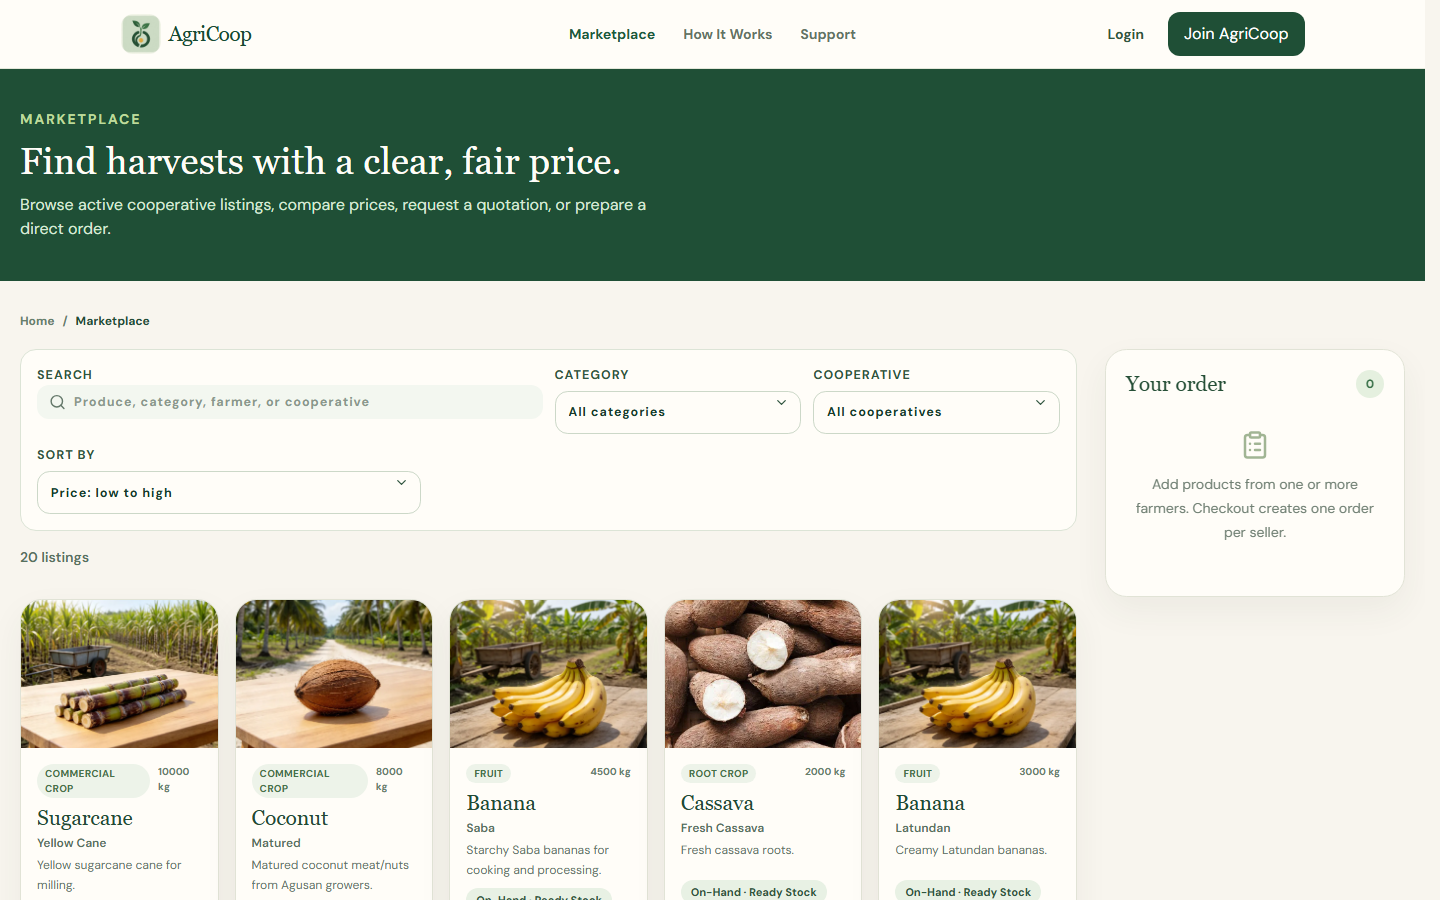 AgriCoop
Marketplace
How It Works
Support
Login
Join AgriCoop
MARKETPLACE
Find harvests with a clear, fair price.
Browse active cooperative listings, compare prices, request a quotation, or prepare a
direct order.
Home / Marketplace
SEARCH
Produce, category, farmer, or cooperative
CATEGORY
All categories
COOPERATIVE
All cooperatives
SORT BY
Price: low to high
20 listings
Your order
0
Add products from one or more
farmers. Checkout creates one order
per seller.
COMMERCIAL
CROP
10000
kg
Sugarcane
Yellow Cane
Yellow sugarcane cane for
milling.
COMMERCIAL
CROP
8000
kg
Coconut
Matured
Matured coconut meat/nuts
from Agusan growers.
FRUIT
4500 kg
Banana
Saba
Starchy Saba bananas for
cooking and processing.
On-Hand · Ready Stock
ROOT CROP
2000 kg
Cassava
Fresh Cassava
Fresh cassava roots.
On-Hand · Ready Stock
FRUIT
3000 kg
Banana
Latundan
Creamy Latundan bananas.
On-Hand · Ready Stock